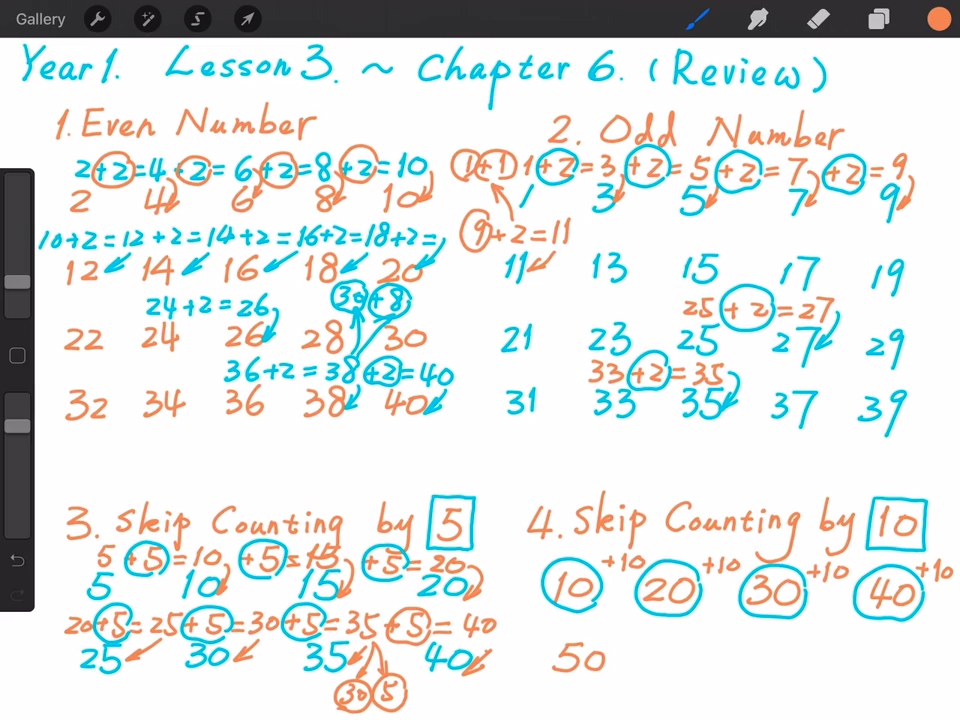 Gallery
Year 1. Lesson 3. ~ Chapter 6. (Review)
1. Even Number
2+2=4+2=6+2=8+2=10
2 4 6 8 10
10+2=12+2=14+2=16+2=18+2=
12 14 16 18 20
24+2=26 30 +8
22 24 26 28 30
36+2=38+2=40
32 34 36 38 40
2. Odd Number
1+1 1+2=3+2=5+2=7+2=9
1 3 5 7 9
9+2=11
11 13 15 17 19
25+2=27
21 23 25 27 29
33+2=35
31 33 35 37 39
3. Skip Counting by 5
5+5=10+5=15+5=20
5 10 15 20
20+5=25+5=30+5=35+5=40
25 30 35 40
30 5
4. Skip Counting by 10
+10 +10 +10 +10
10 20 30 40
50